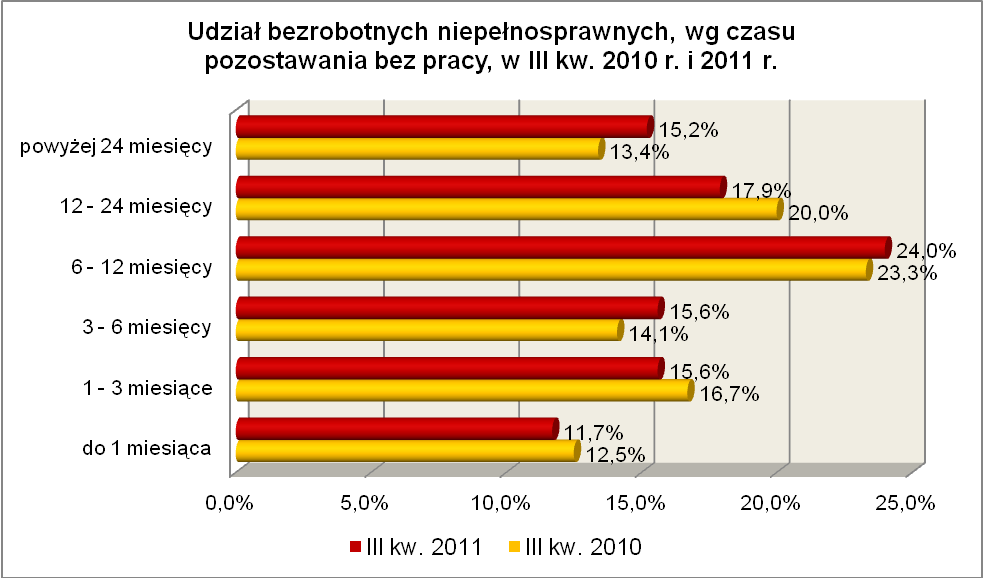 Udział bezrobotnych niepełnosprawnych, wg czasu
pozostawania bez pracy, w III kw. 2010 r. i 2011 r.
powyżej 24 miesięcy
15,2%
13,4%
12 - 24 miesięcy
17,9%
20,0%
6 - 12 miesięcy
24,0%
23,3%
3 - 6 miesięcy
15,6%
14,1%
1 - 3 miesiące
15,6%
16,7%
do 1 miesiąca
11,7%
12,5%
0,0% 5,0% 10,0% 15,0% 20,0% 25,0%
III kw. 2011 III kw. 2010